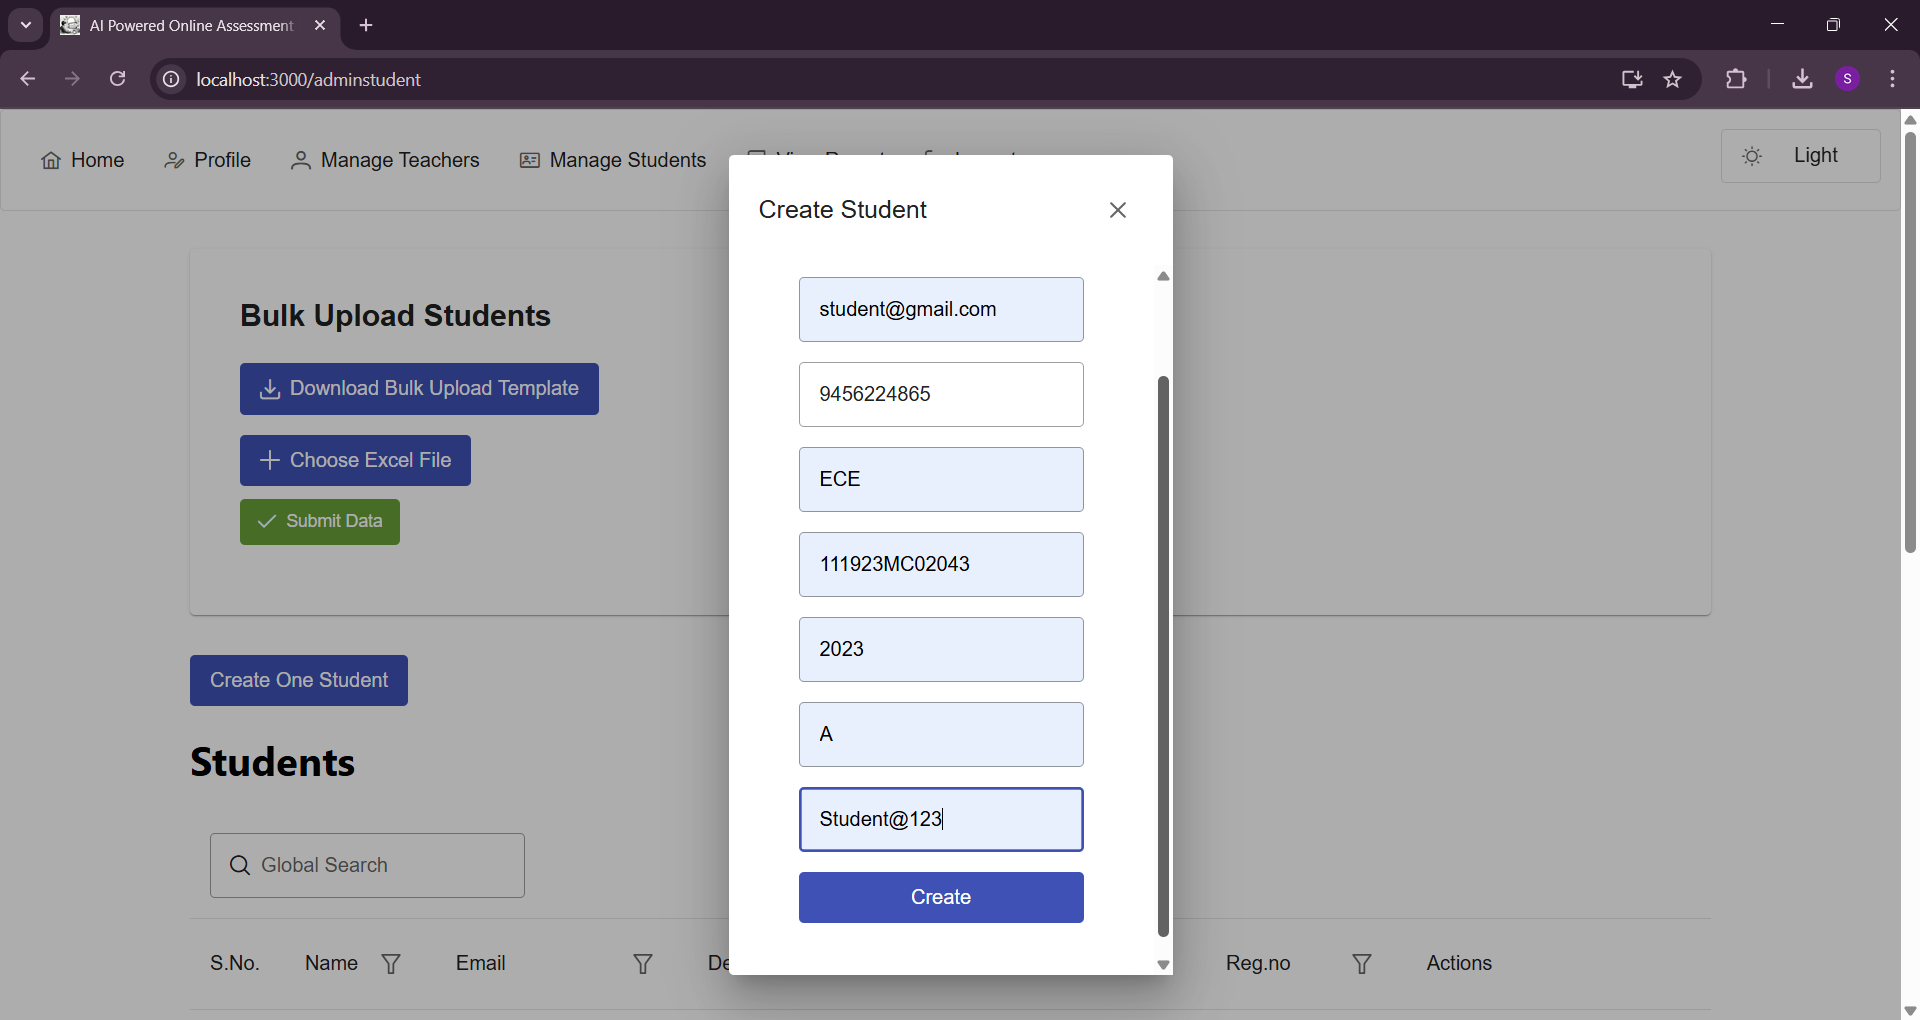 AI Powered Online Assessment
localhost:3000/adminstudent
S
Home
Profile
Manage Teachers
Manage Students
Light
Create Student
student@gmail.com
9456224865
ECE
111923MC02043
2023
A
Student@123
Create
Bulk Upload Students
Download Bulk Upload Template
Choose Excel File
Submit Data
Create One Student
Students
Global Search
S.No.
Name
Email
De
Reg.no
Actions